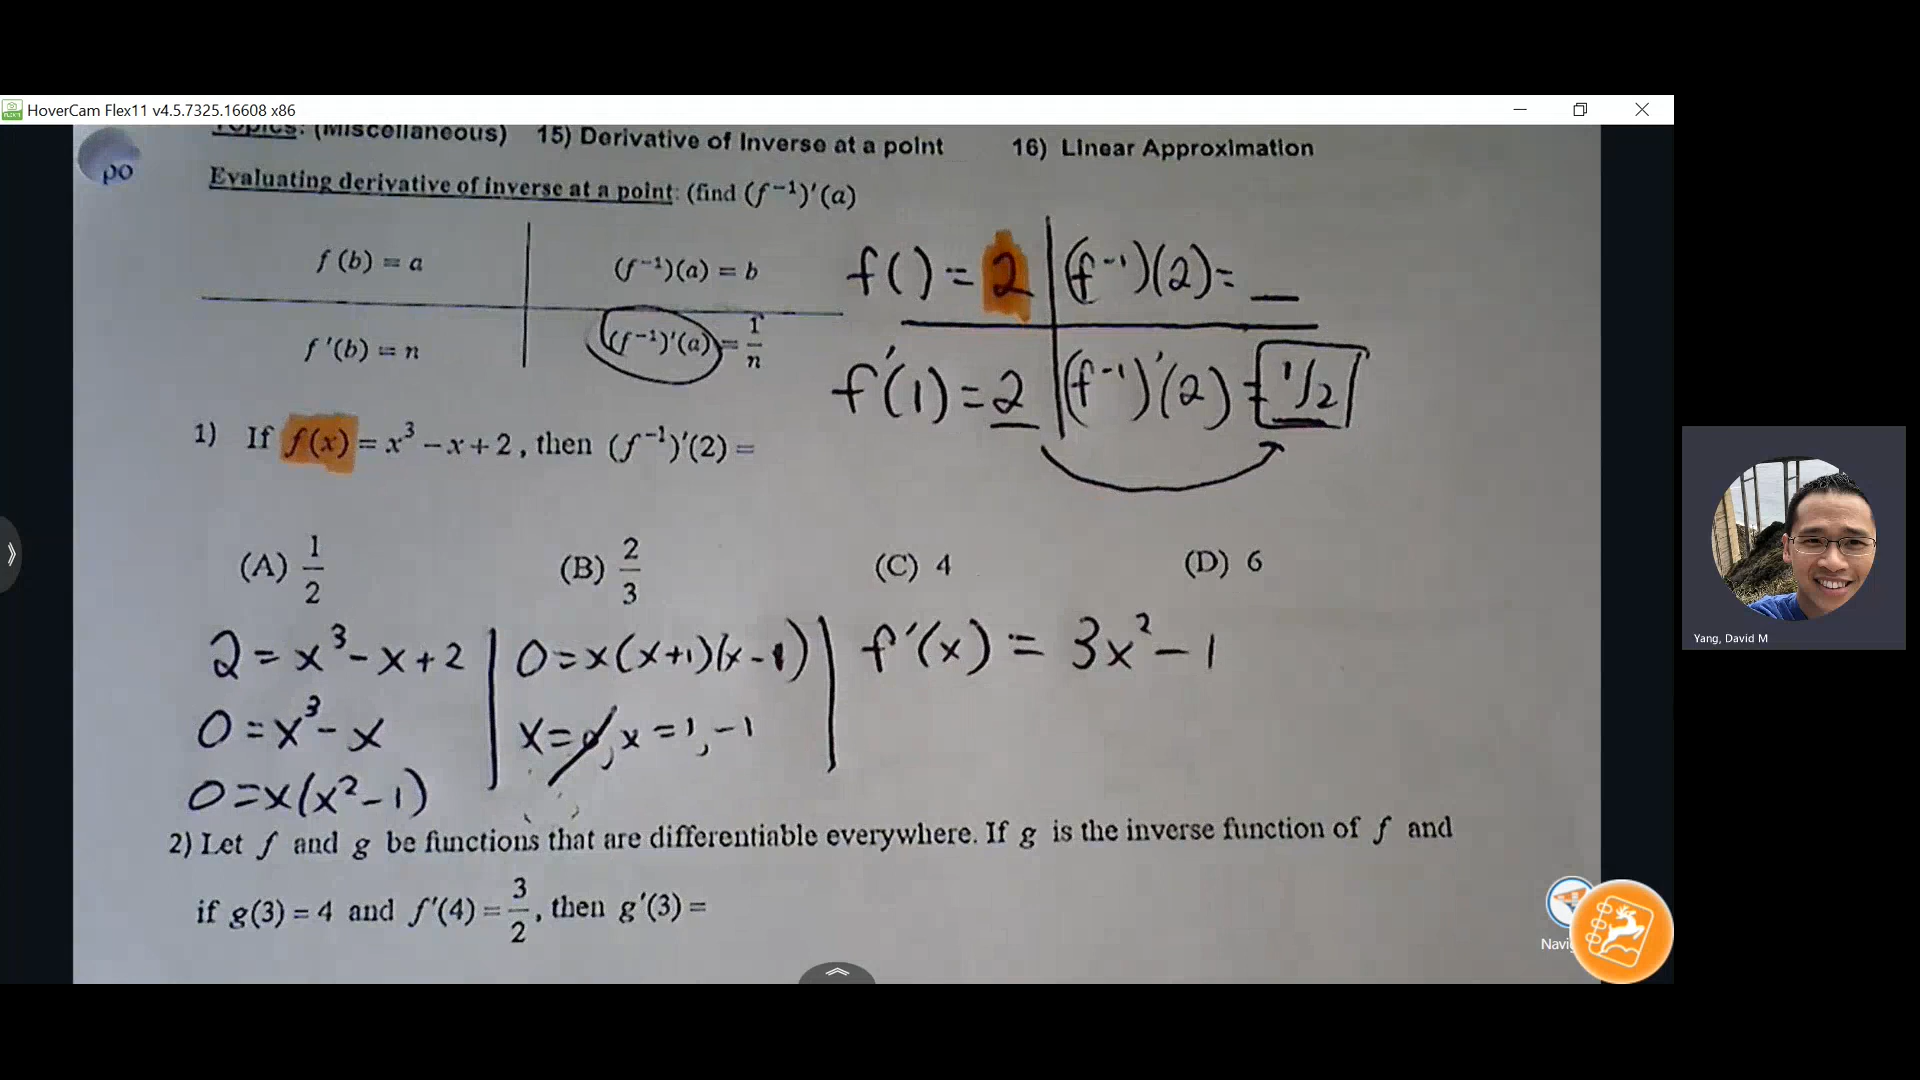 HoverCam Flex11 v4.5.7325.16608 x86
Topics: (Miscellaneous) 15) Derivative of Inverse at a point 16) Linear Approximation
po
Evaluating derivative of inverse at a point: (find (f⁻¹)′(a)
f (b) = a
(f⁻¹)(a) = b
f ′(b) = n
(f⁻¹)′(a) = 1/n
f( ) = 2 | (f⁻¹)(2) = __
f′(1) = 2 | (f⁻¹)′(2) = 1/2
1) If f(x) = x³ − x + 2, then (f⁻¹)′(2) =
(A) 1/2 (B) 2/3 (C) 4 (D) 6
2 = x³ − x + 2
0 = x³ − x
0 = x(x² − 1)
0 = x(x+1)(x−1)
x = 0, x = 1, −1
f′(x) = 3x² − 1
2) Let f and g be functions that are differentiable everywhere. If g is the inverse function of f and
if g(3) = 4 and f′(4) = 3/2, then g′(3) =
Yang, David M